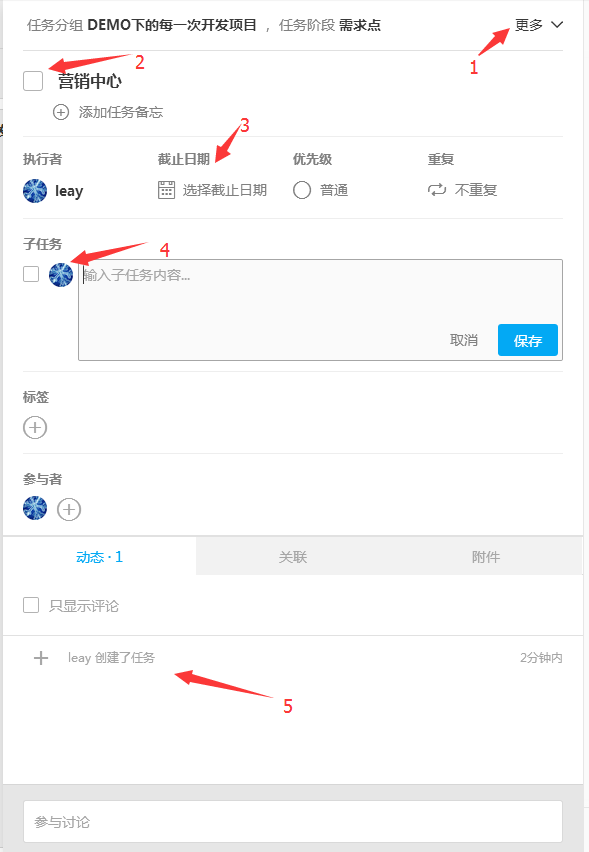 任务分组 DEMO下的每一次开发项目 ， 任务阶段 需求点 更多
1
2
营销中心
添加任务备忘
3
执行者 截止日期 优先级 重复
leay 选择截止日期 普通 不重复
子任务
4
输入子任务内容...
取消 保存
标签
参与者
动态 · 1 关联 附件
只显示评论
leay 创建了任务 2分钟内
5
参与讨论